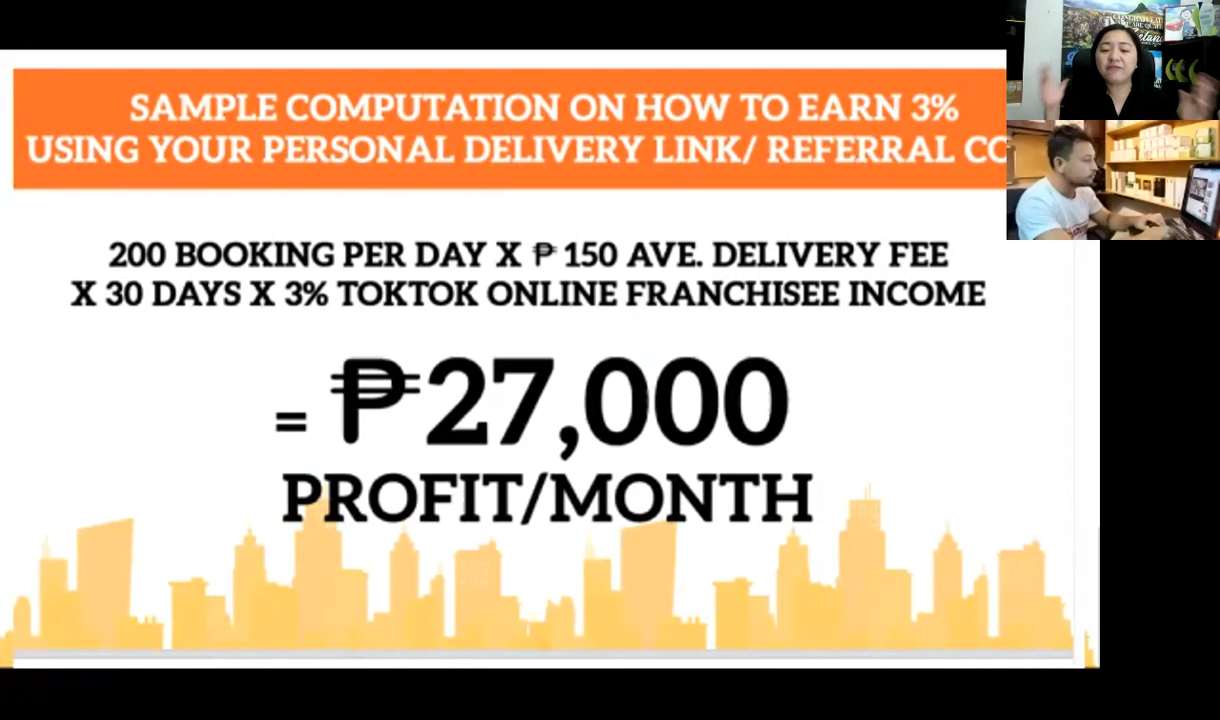 SAMPLE COMPUTATION ON HOW TO EARN 3%
USING YOUR PERSONAL DELIVERY LINK/ REFERRAL
200 BOOKING PER DAY X ₱ 150 AVE. DELIVERY FEE
X 30 DAYS X 3% TOKTOK ONLINE FRANCHISEE INCOME
= ₱27,000
PROFIT/MONTH